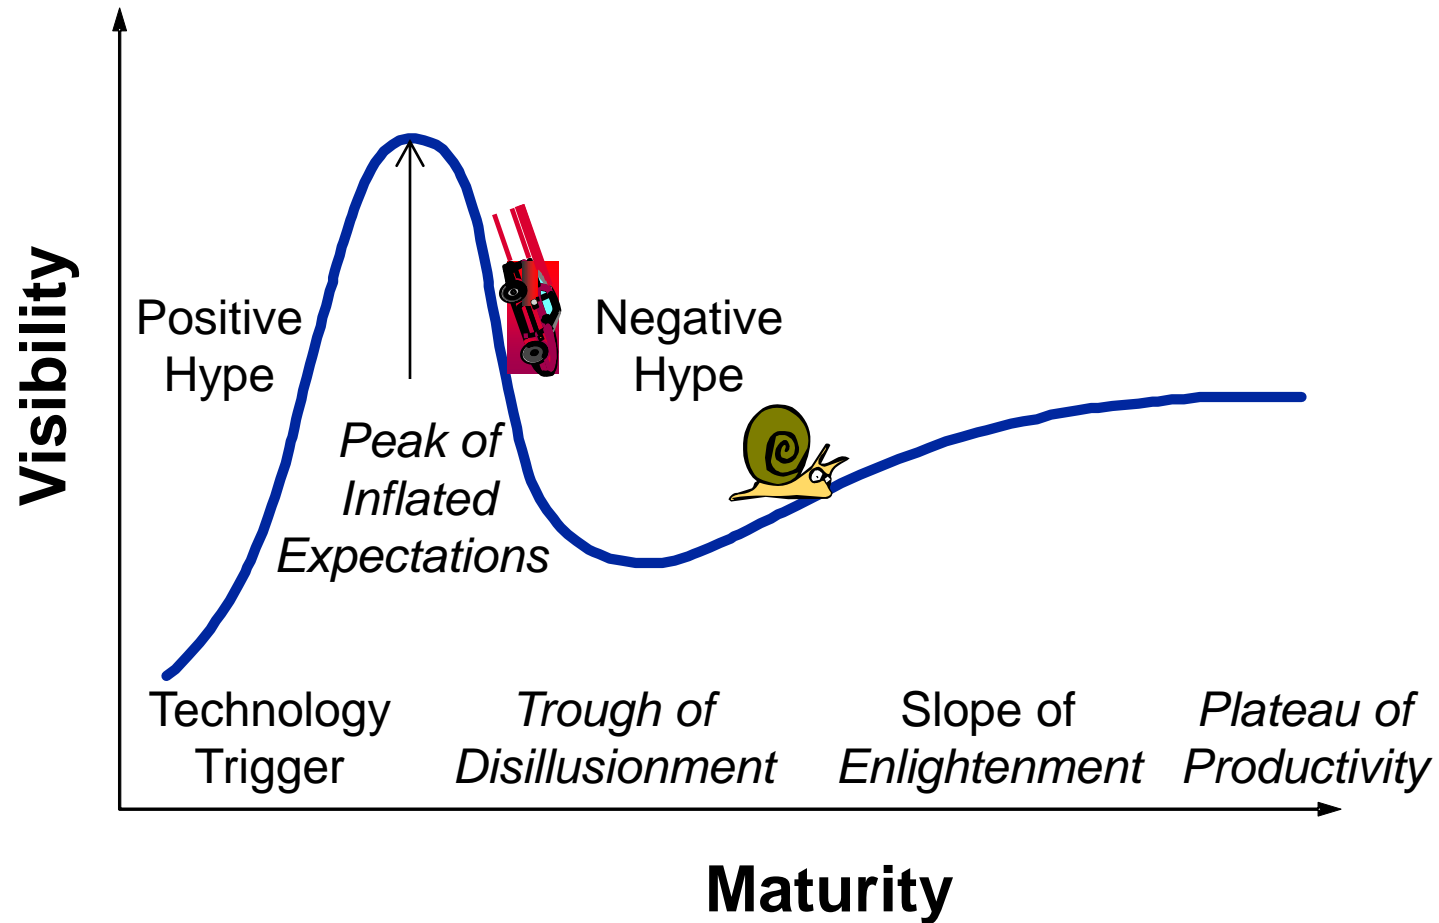 Visibility
Positive
Hype
Peak of
Inflated
Expectations
Negative
Hype
Technology
Trigger
Trough of
Disillusionment
Slope of
Enlightenment
Plateau of
Productivity
Maturity